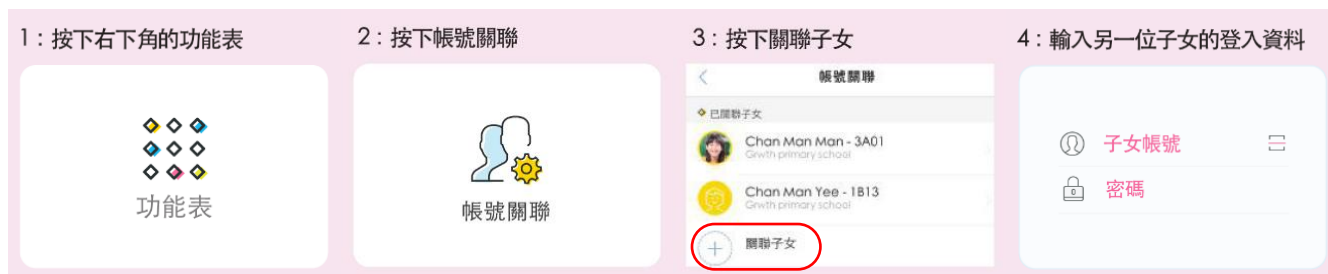 1：按下右下角的功能表
功能表
2：按下帳號關聯
帳號關聯
3：按下關聯子女
帳號關聯
已關聯子女
Chan Man Man - 3A01
Grwth primary school
Chan Man Yee - 1B13
Grwth primary school
關聯子女
4：輸入另一位子女的登入資料
子女帳號
密碼